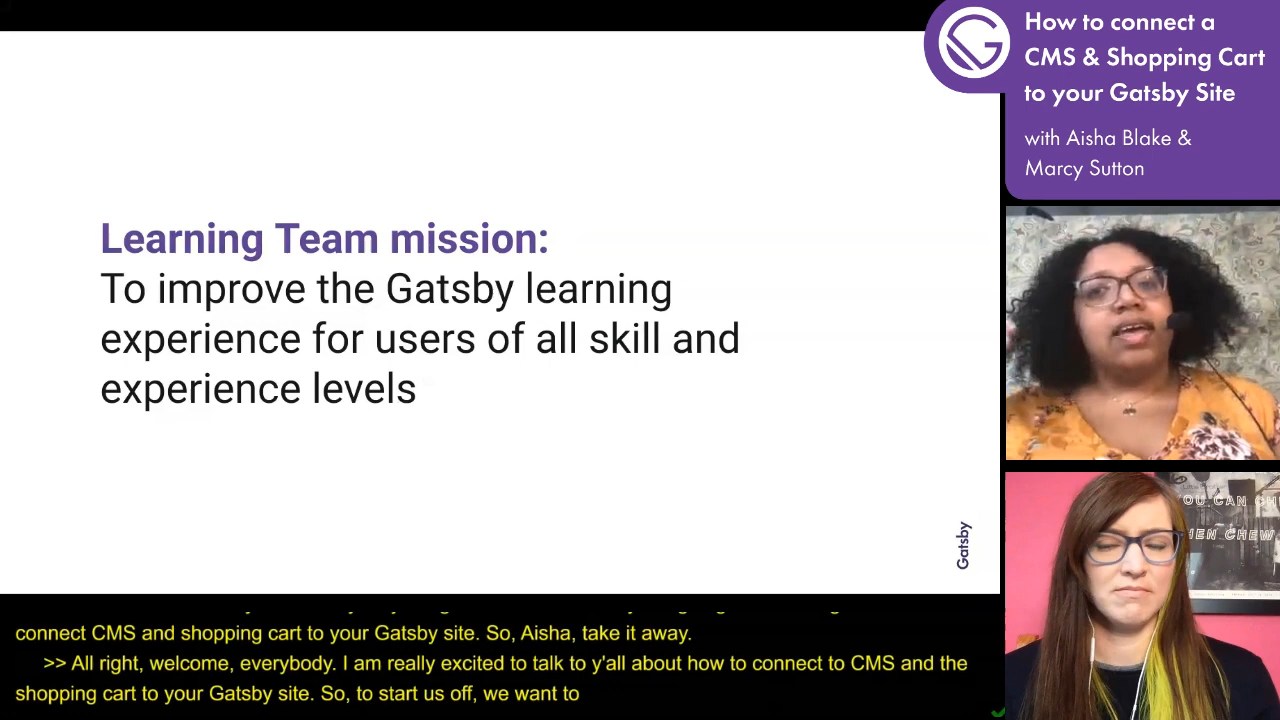 How to connect a
CMS & Shopping Cart
to your Gatsby Site
with Aisha Blake &
Marcy Sutton
Learning Team mission:
To improve the Gatsby learning
experience for users of all skill and
experience levels
Gatsby
YOU CAN
CHEW
connect CMS and shopping cart to your Gatsby site. So, Aisha, take it away.
>> All right, welcome, everybody. I am really excited to talk to y'all about how to connect to CMS and the
shopping cart to your Gatsby site. So, to start us off, we want to